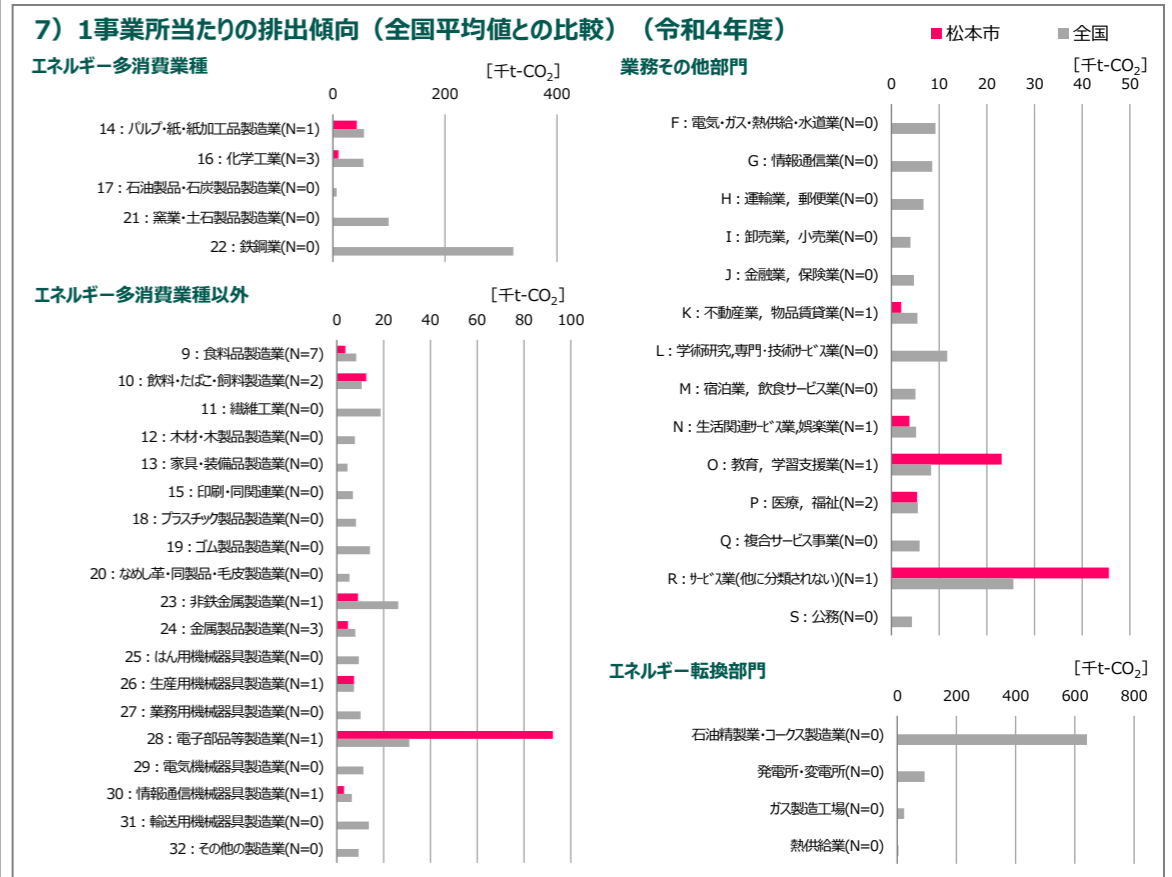 7）1事業所当たりの排出傾向（全国平均値との比較）（令和4年度）
■松本市 ■全国
エネルギー多消費業種
[千t-CO2]
0 200 400
14：パルプ・紙・紙加工品製造業(N=1)
16：化学工業(N=3)
17：石油製品・石炭製品製造業(N=0)
21：窯業・土石製品製造業(N=0)
22：鉄鋼業(N=0)
エネルギー多消費業種以外
[千t-CO2]
0 20 40 60 80 100
9：食料品製造業(N=7)
10：飲料・たばこ・飼料製造業(N=2)
11：繊維工業(N=0)
12：木材・木製品製造業(N=0)
13：家具・装備品製造業(N=0)
15：印刷・同関連業(N=0)
18：プラスチック製品製造業(N=0)
19：ゴム製品製造業(N=0)
20：なめし革・同製品・毛皮製造業(N=0)
23：非鉄金属製造業(N=1)
24：金属製品製造業(N=3)
25：はん用機械器具製造業(N=0)
26：生産用機械器具製造業(N=1)
27：業務用機械器具製造業(N=0)
28：電子部品等製造業(N=1)
29：電気機械器具製造業(N=0)
30：情報通信機械器具製造業(N=1)
31：輸送用機械器具製造業(N=0)
32：その他の製造業(N=0)
業務その他部門
[千t-CO2]
0 10 20 30 40 50
F：電気・ガス・熱供給・水道業(N=0)
G：情報通信業(N=0)
H：運輸業，郵便業(N=0)
I：卸売業，小売業(N=0)
J：金融業，保険業(N=0)
K：不動産業，物品賃貸業(N=1)
L：学術研究,専門・技術ｻｰﾋﾞｽ業(N=0)
M：宿泊業，飲食サービス業(N=0)
N：生活関連ｻｰﾋﾞｽ業,娯楽業(N=1)
O：教育，学習支援業(N=1)
P：医療，福祉(N=2)
Q：複合サービス事業(N=0)
R：ｻｰﾋﾞｽ業(他に分類されない)(N=1)
S：公務(N=0)
エネルギー転換部門
[千t-CO2]
0 200 400 600 800
石油精製業・コークス製造業(N=0)
発電所・変電所(N=0)
ガス製造工場(N=0)
熱供給業(N=0)